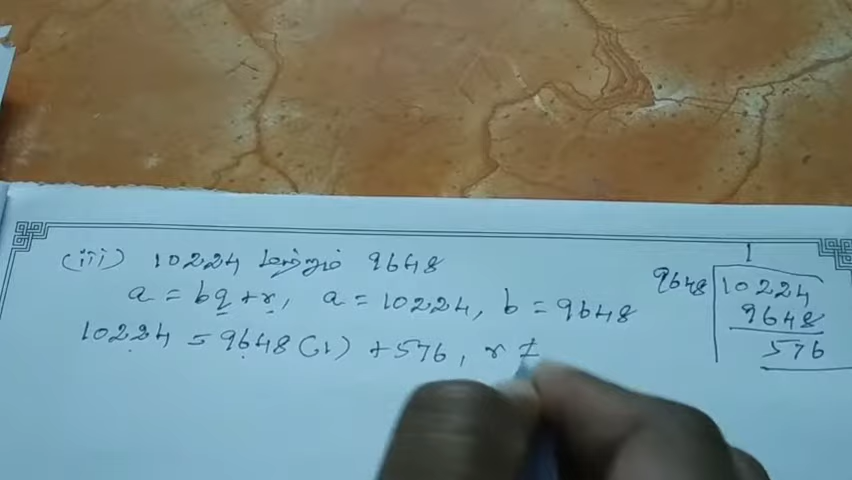 (iii) 10224 மற்றும் 9648
a = bq + r, a = 10224, b = 9648
10224 = 9648 (1) + 576, r ≠
1
9648 10224
9648
576